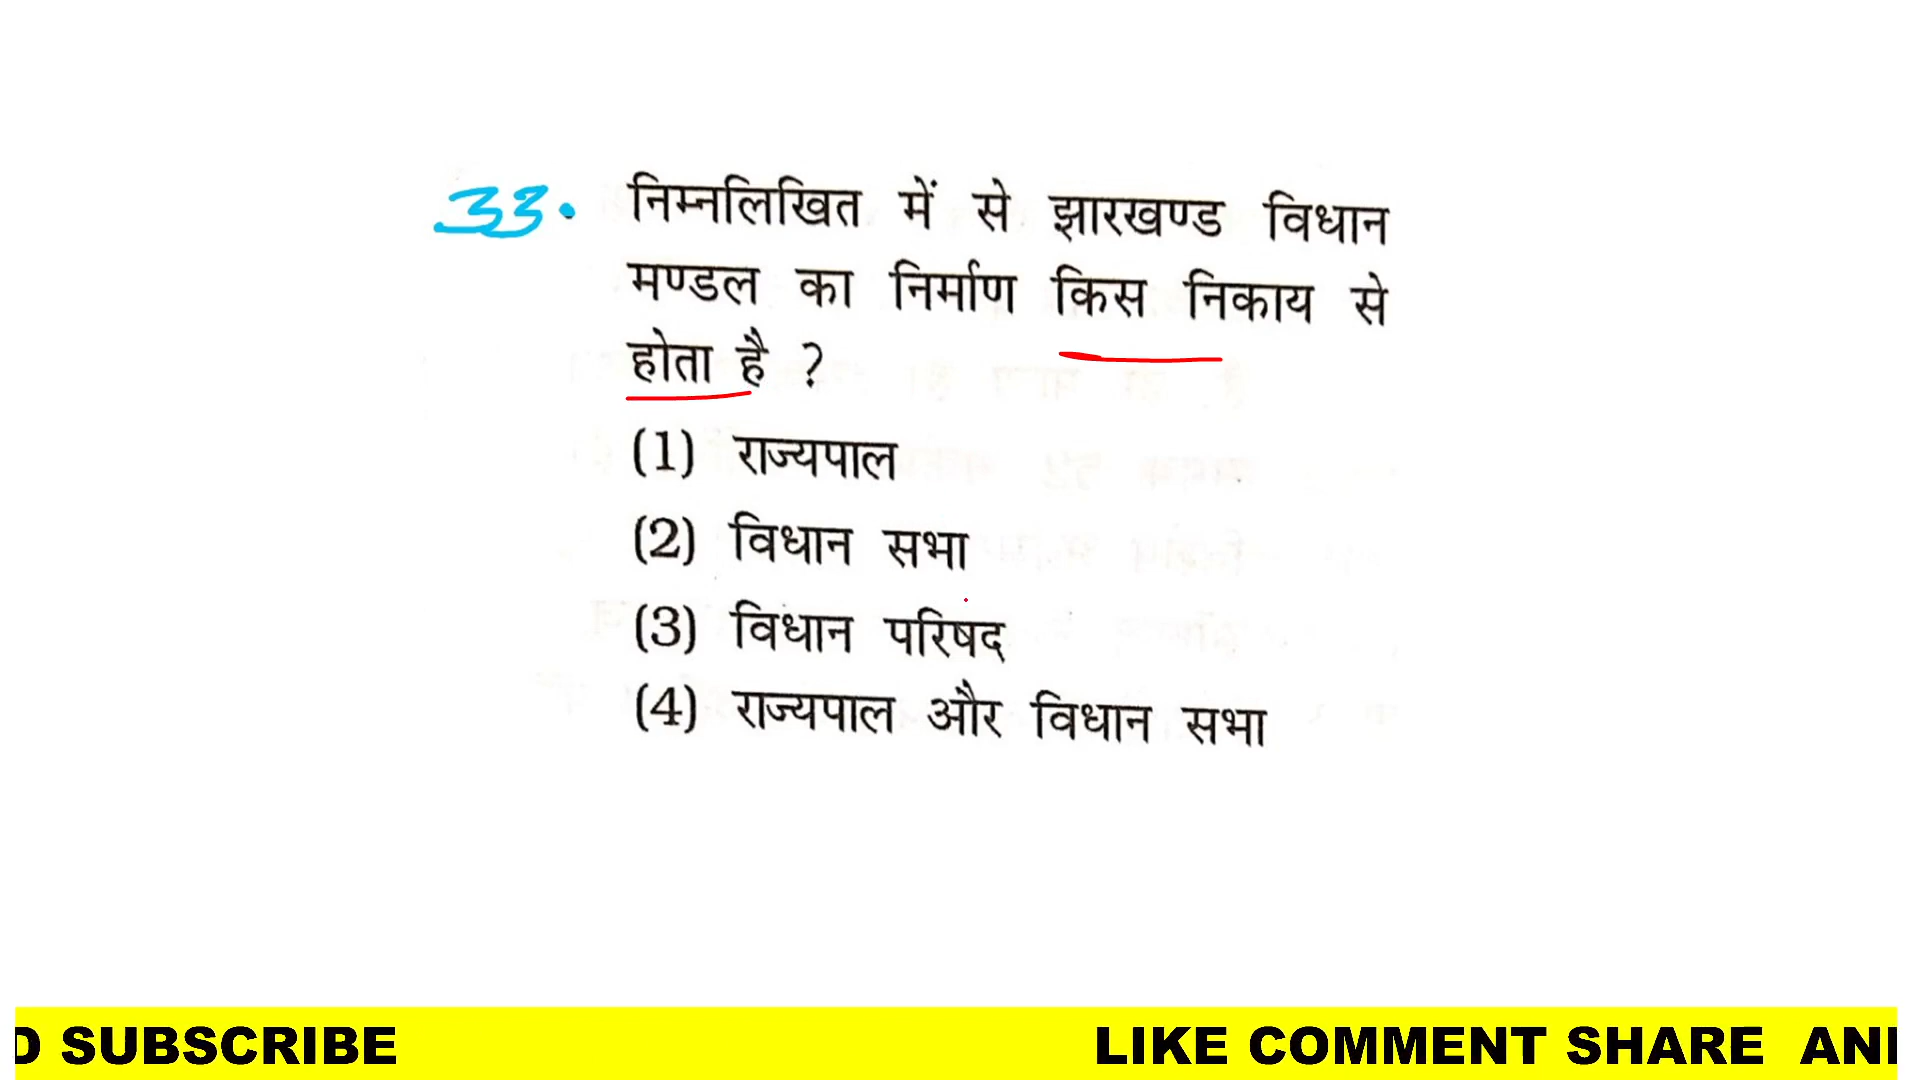 33. निम्नलिखित में से झारखण्ड विधान
मण्डल का निर्माण किस निकाय से
होता है ?
(1) राज्यपाल
(2) विधान सभा
(3) विधान परिषद
(4) राज्यपाल और विधान सभा
D SUBSCRIBE LIKE COMMENT SHARE AN